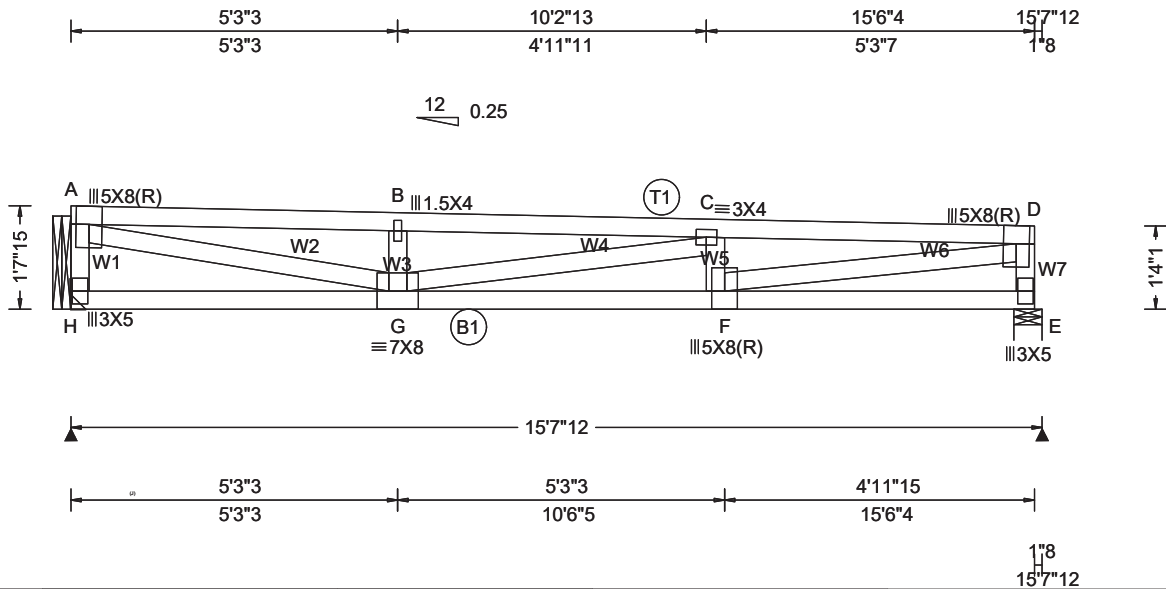 5'3"3 10'2"13 15'6"4 15'7"12
5'3"3 4'11"11 5'3"7 1"8
12 0.25
A 5X8(R) B 1.5X4 T1 C 3X4 5X8(R) D
W1 W2 W3 W4 W5 W6 W7
1'7"15 1'4"1
H 3X5 G B1 F E
7X8 5X8(R) 3X5
15'7"12
5'3"3 5'3"3 4'11"15
5'3"3 10'6"5 15'6"4
1"8
15'7"12